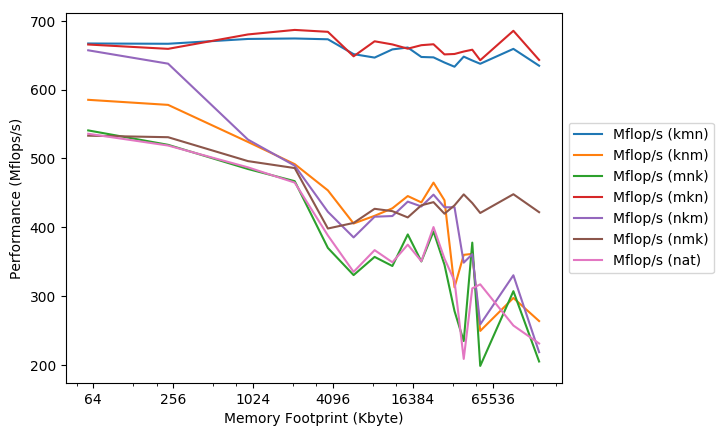 700
600
500
400
300
200
Performance (Mflops/s)
64 256 1024 4096 16384 65536
Memory Footprint (Kbyte)
Mflop/s (kmn)
Mflop/s (knm)
Mflop/s (mnk)
Mflop/s (mkn)
Mflop/s (nkm)
Mflop/s (nmk)
Mflop/s (nat)